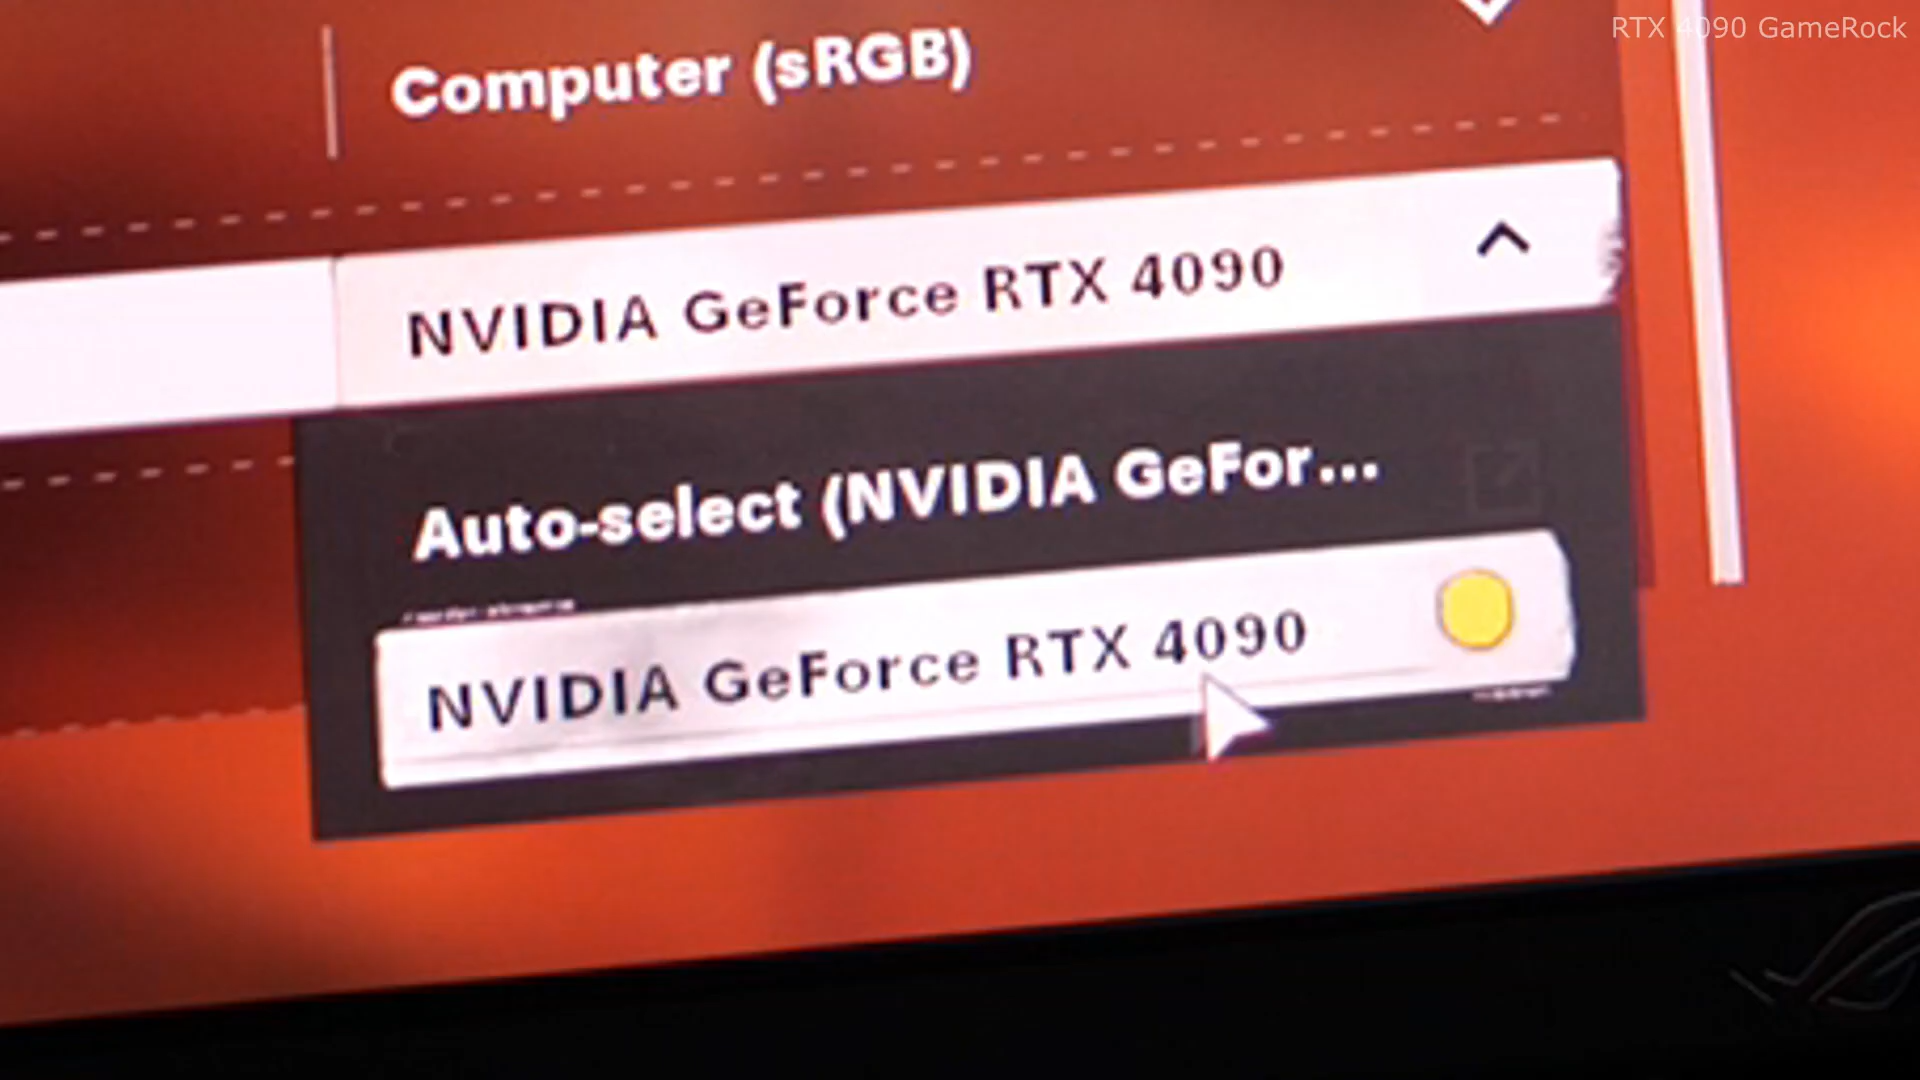 RTX 4090 GameRock
Computer (sRGB)
NVIDIA GeForce RTX 4090
Auto-select (NVIDIA GeFor...
NVIDIA GeForce RTX 4090